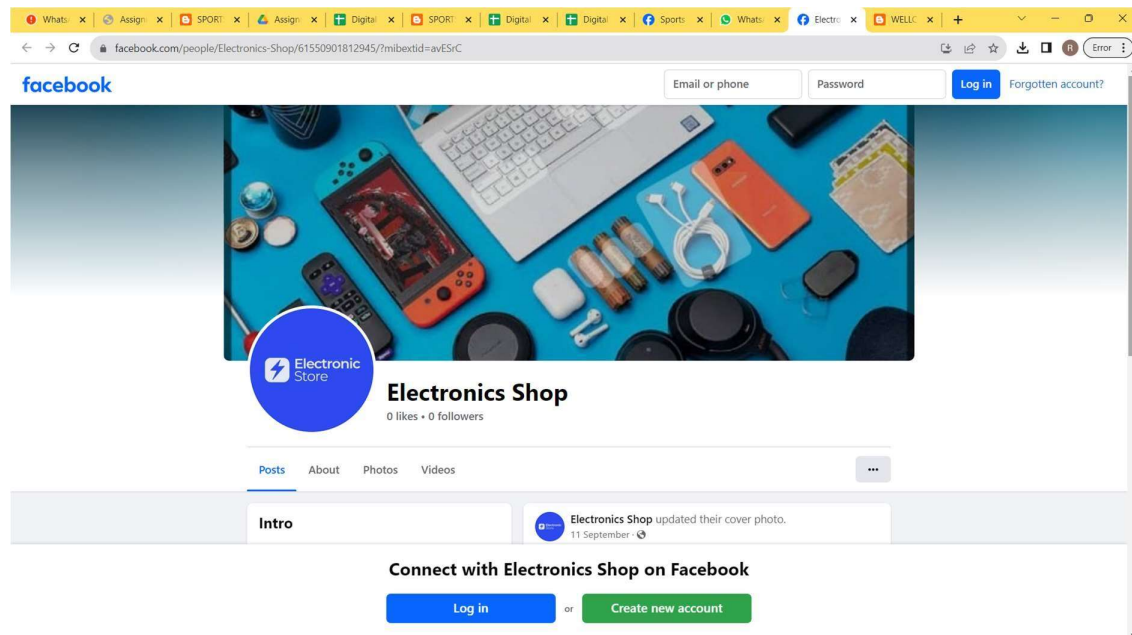 Whats
Assign
SPORT
Assign
Digital
SPORT
Digital
Digital
Sports
Whats
Electro
WELLC
facebook.com/people/Electronics-Shop/61550901812945/?mibextid=avESrC
R
Error
facebook
Email or phone
Password
Log in
Forgotten account?
Electronic
Store
Electronics Shop
0 likes • 0 followers
Posts
About
Photos
Videos
Intro
Electronics Shop updated their cover photo.
11 September ·
Connect with Electronics Shop on Facebook
Log in
or
Create new account